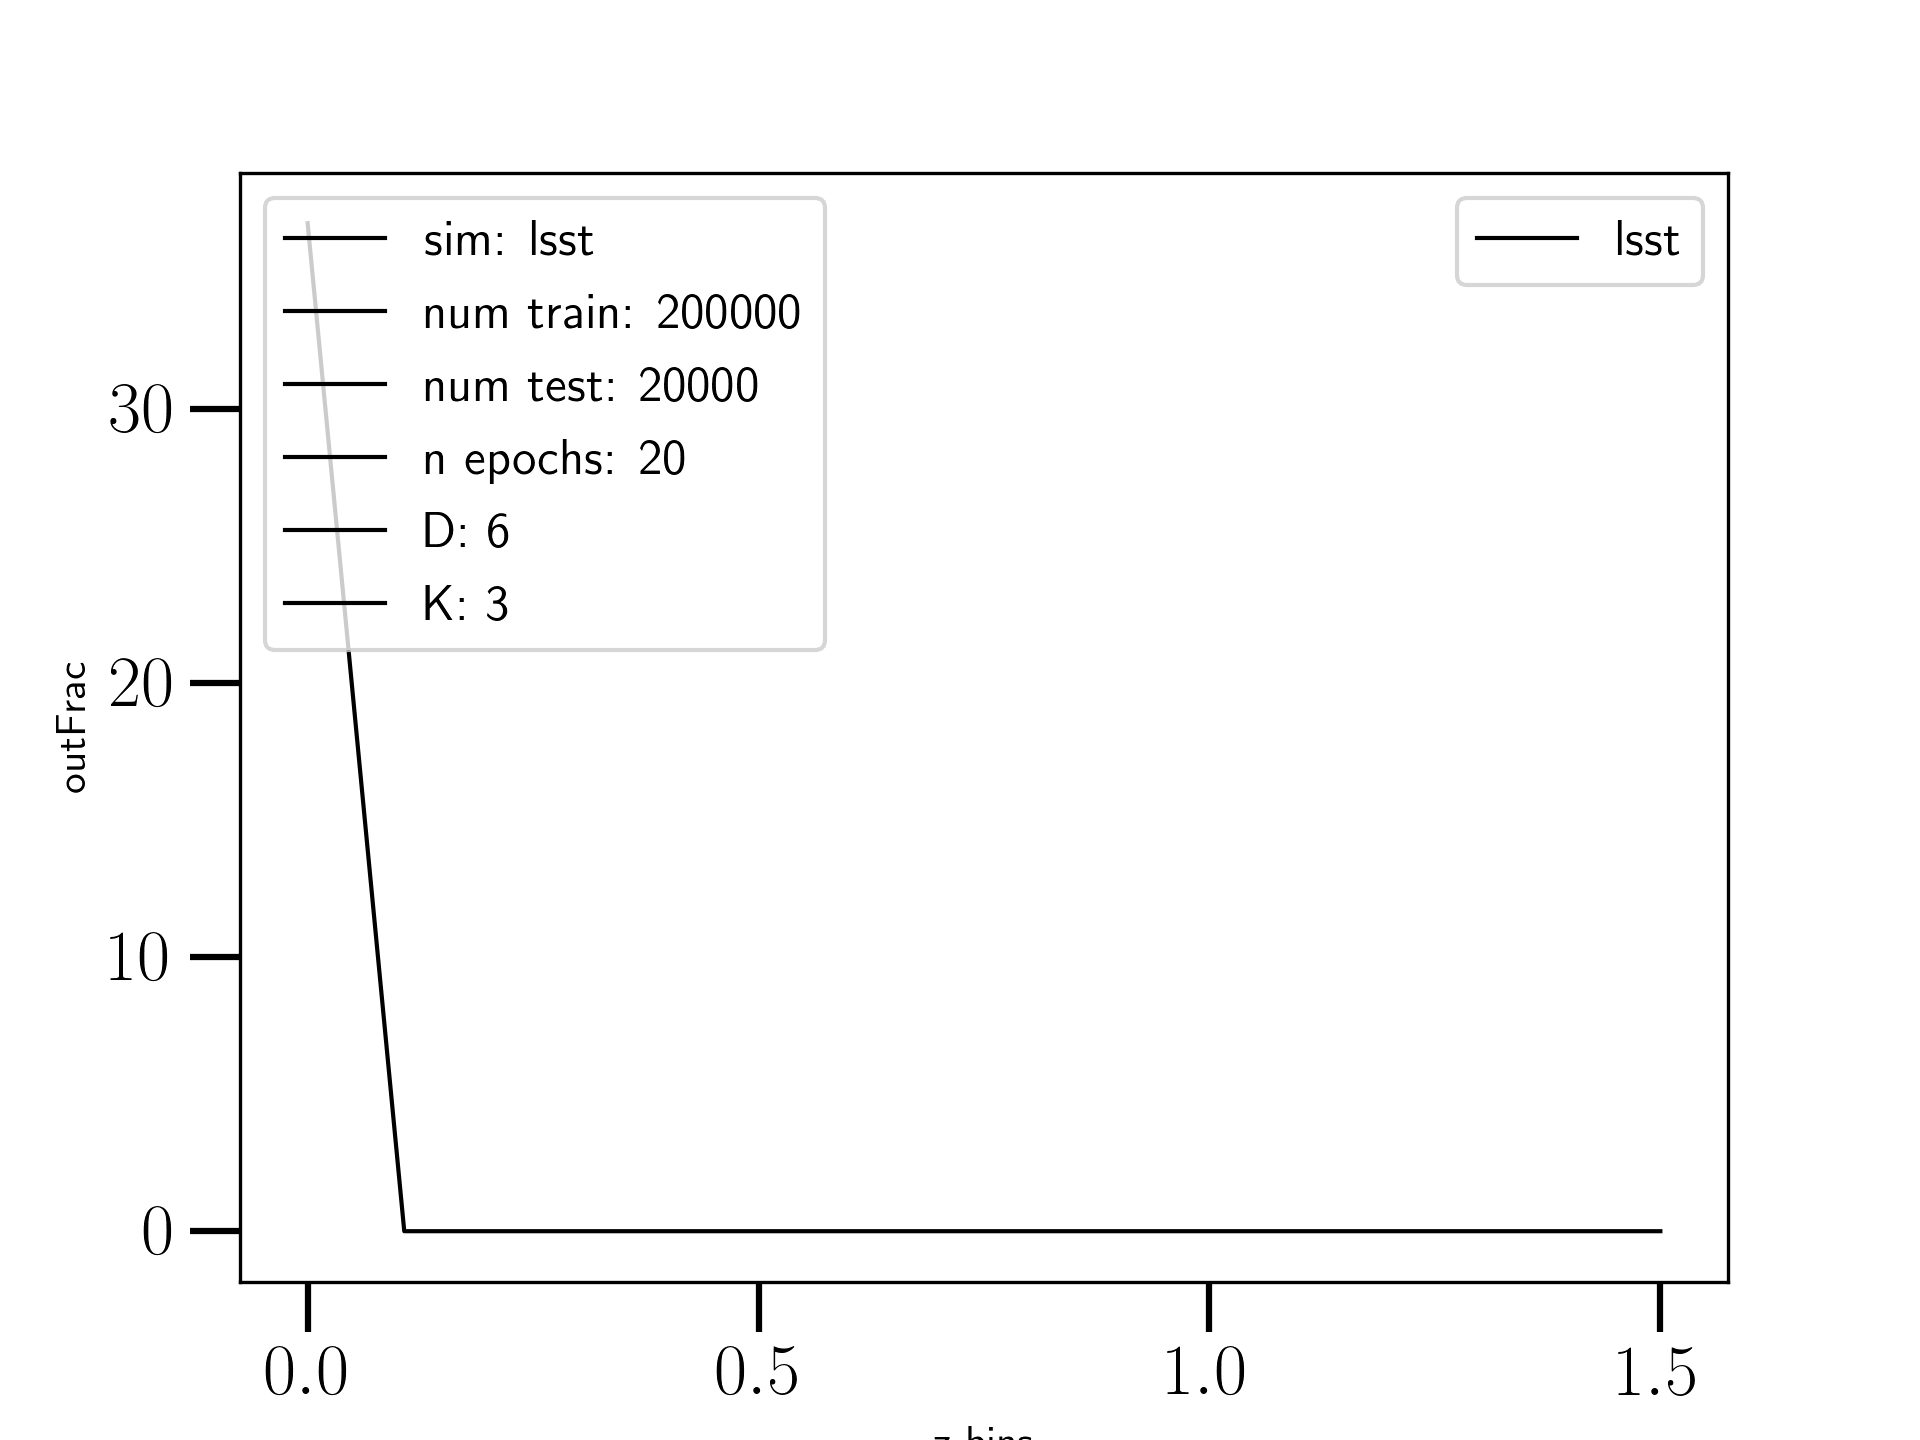 sim: lsst
num train: 200000
num test: 20000
n epochs: 20
D: 6
K: 3
lsst
outFrac
30
20
10
0
0.0
0.5
1.0
1.5
z bins